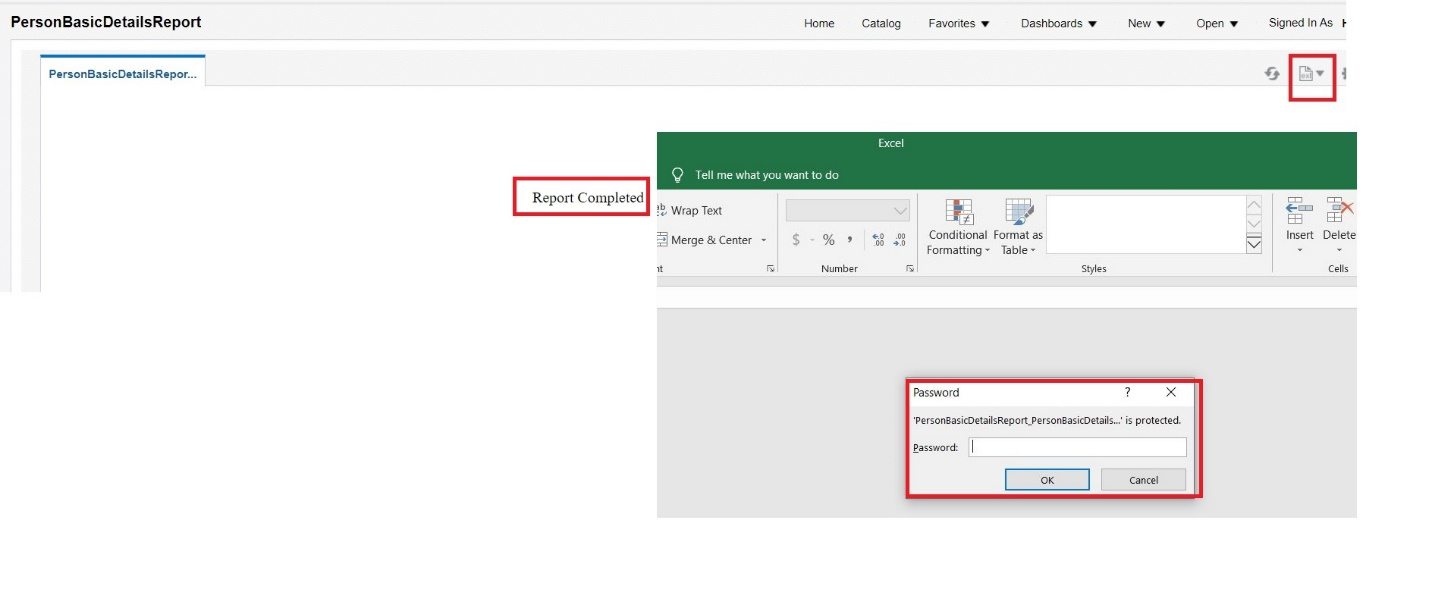 PersonBasicDetailsReport
Home Catalog Favorites Dashboards New Open Signed In As
PersonBasicDetailsRepor...
Report Completed
Excel
Tell me what you want to do
Wrap Text
Merge & Center
$ % ,
Conditional Formatting
Format as Table
Insert
Delete
Number
Styles
Cells
Password ?
'PersonBasicDetailsReport_PersonBasicDetails...' is protected.
Password:
OK Cancel